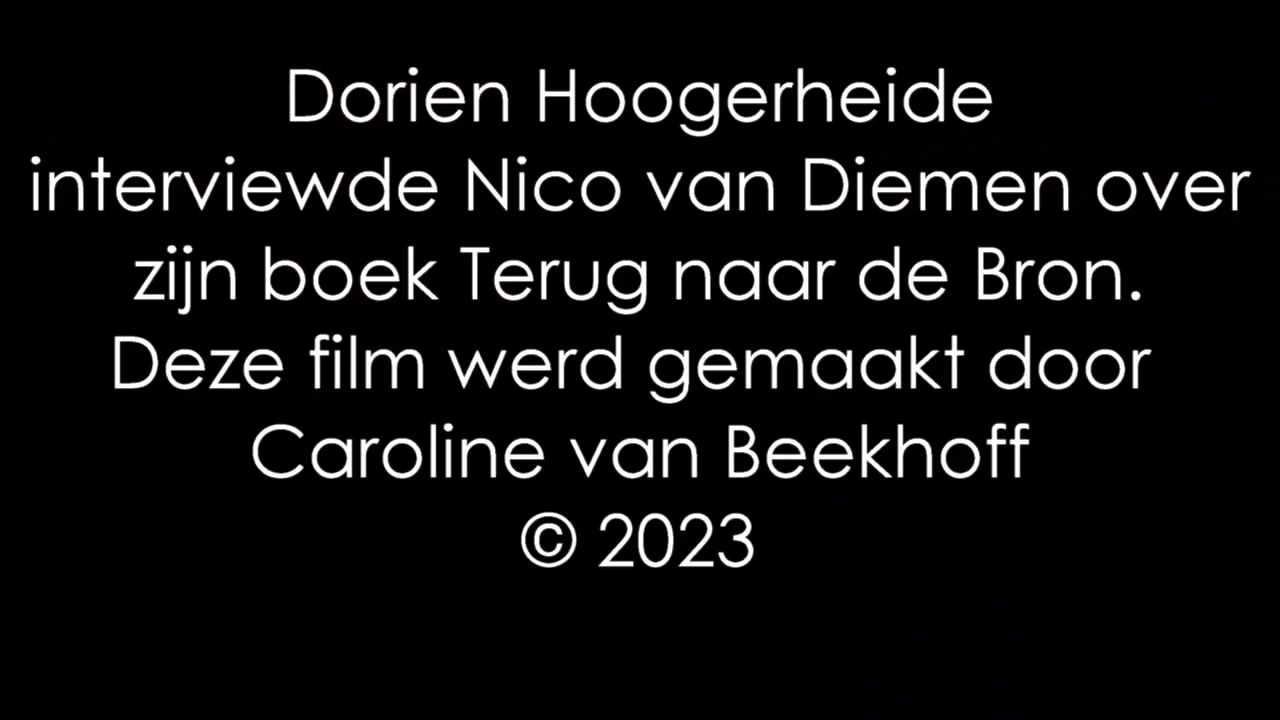 Dorien Hoogerheide
interviewde Nico van Diemen over
zijn boek Terug naar de Bron.
Deze film werd gemaakt door
Caroline van Beekhoff
© 2023